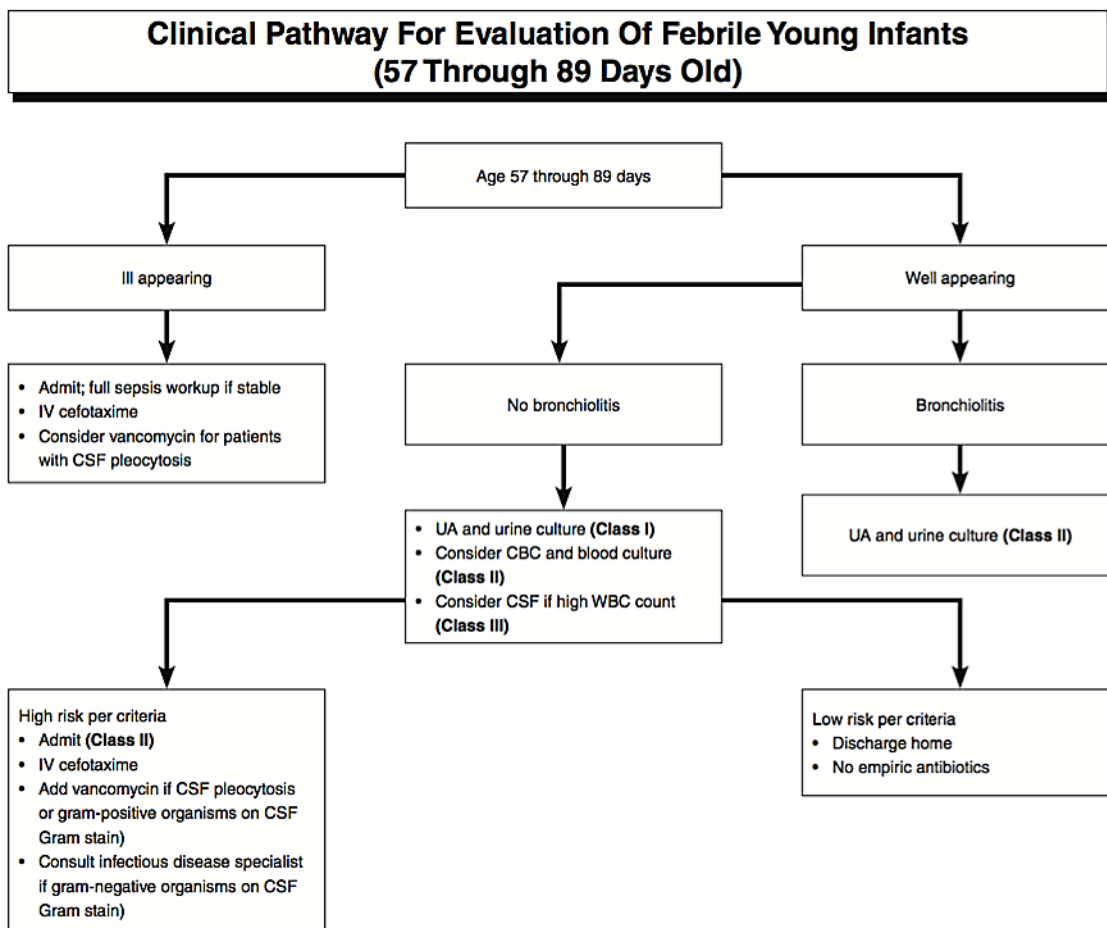 Clinical Pathway For Evaluation Of Febrile Young Infants
(57 Through 89 Days Old)
Age 57 through 89 days
Ill appearing
Well appearing
• Admit; full sepsis workup if stable
• IV cefotaxime
• Consider vancomycin for patients
with CSF pleocytosis
No bronchiolitis
Bronchiolitis
• UA and urine culture (Class I)
• Consider CBC and blood culture
(Class II)
• Consider CSF if high WBC count
(Class III)
UA and urine culture (Class II)
High risk per criteria
• Admit (Class II)
• IV cefotaxime
• Add vancomycin if CSF pleocytosis
or gram-positive organisms on CSF
Gram stain)
• Consult infectious disease specialist
if gram-negative organisms on CSF
Gram stain)
Low risk per criteria
• Discharge home
• No empiric antibiotics